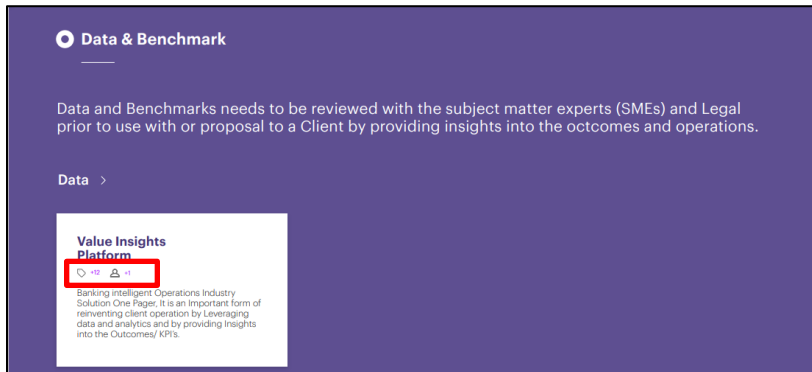 Data & Benchmark
Data and Benchmarks needs to be reviewed with the subject matter experts (SMEs) and Legal
prior to use with or proposal to a Client by providing insights into the octcomes and operations.
Data >
Value Insights
Platform
+12 +1
Banking intelligent Operations Industry
Solution One Pager, It is an Important form of
reinventing client operation by Leveraging
data and analytics and by providing Insights
into the Outcomes/ KPI's.